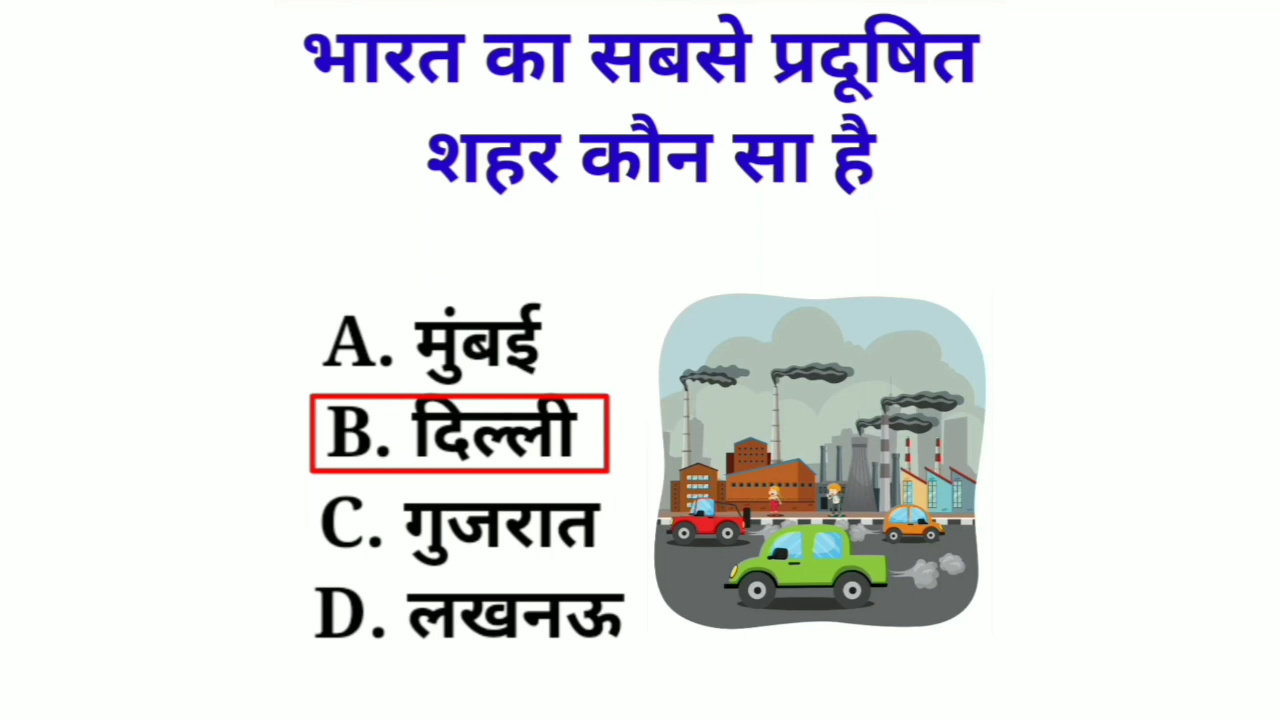 भारत का सबसे प्रदूषित
शहर कौन सा है
A. मुंबई
B. दिल्ली
C. गुजरात
D. लखनऊ